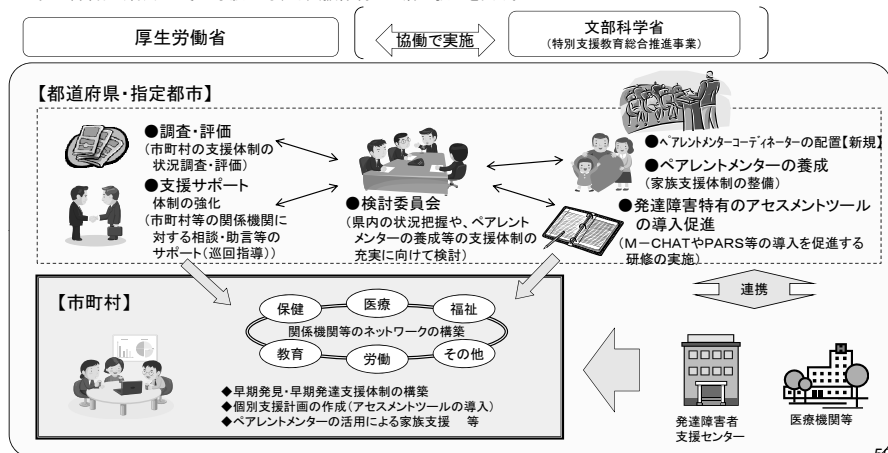 厚生労働省
協働で実施
文部科学省
(特別支援教育総合推進事業)
【都道府県・指定都市】
●調査・評価
(市町村の支援体制の
状況調査・評価)
●支援サポート
体制の強化
(市町村等の関係機関に
対する相談・助言等の
サポート(巡回指導))
●検討委員会
(県内の状況把握や、ペアレント
メンターの養成等の支援体制の
充実に向けて検討)
●ペアレントメンターコーディネーターの配置【新規】
●ペアレントメンターの養成
(家族支援体制の整備)
●発達障害特有のアセスメントツール
の導入促進
(M-CHATやPARS等の導入を促進する
研修の実施)
【市町村】
保健
医療
福祉
関係機関等のネットワークの構築
教育
労働
その他
◆早期発見・早期発達支援体制の構築
◆個別支援計画の作成(アセスメントツールの導入)
◆ペアレントメンターの活用による家族支援 等
連携
発達障害者
支援センター
医療機関等